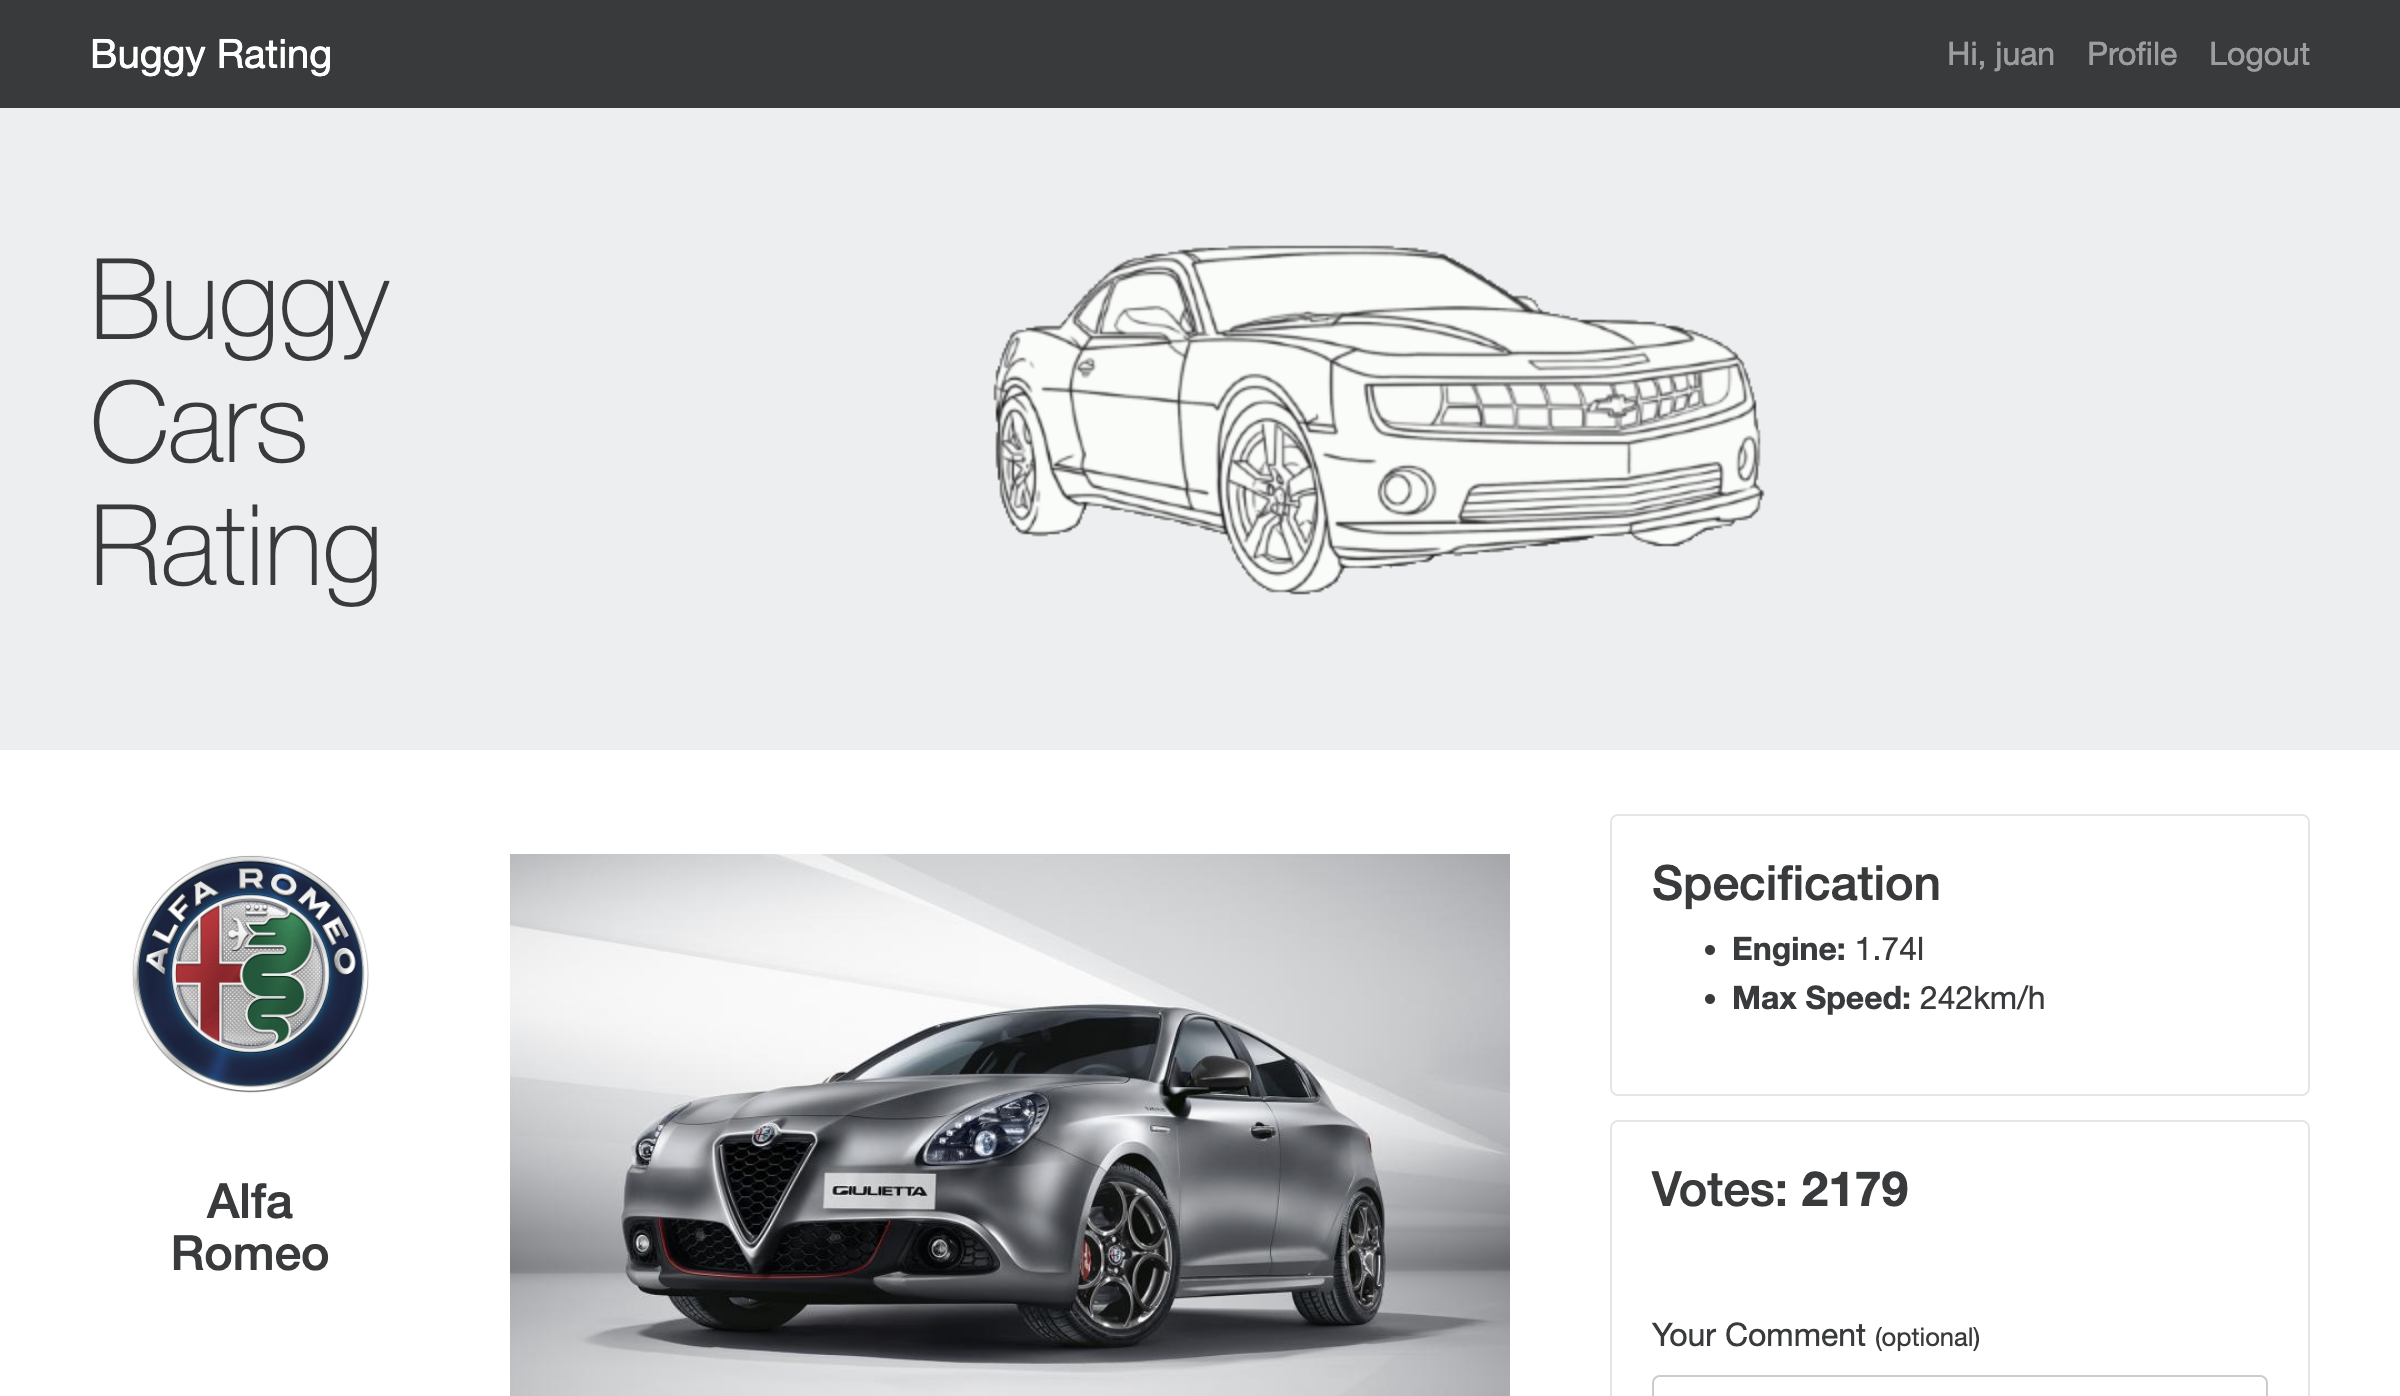 Buggy Rating
Hi, juan Profile Logout
Buggy
Cars
Rating
ALFA ROMEO
Alfa
Romeo
GIULIETTA
Specification
• Engine: 1.74l
• Max Speed: 242km/h
Votes: 2179
Your Comment (optional)